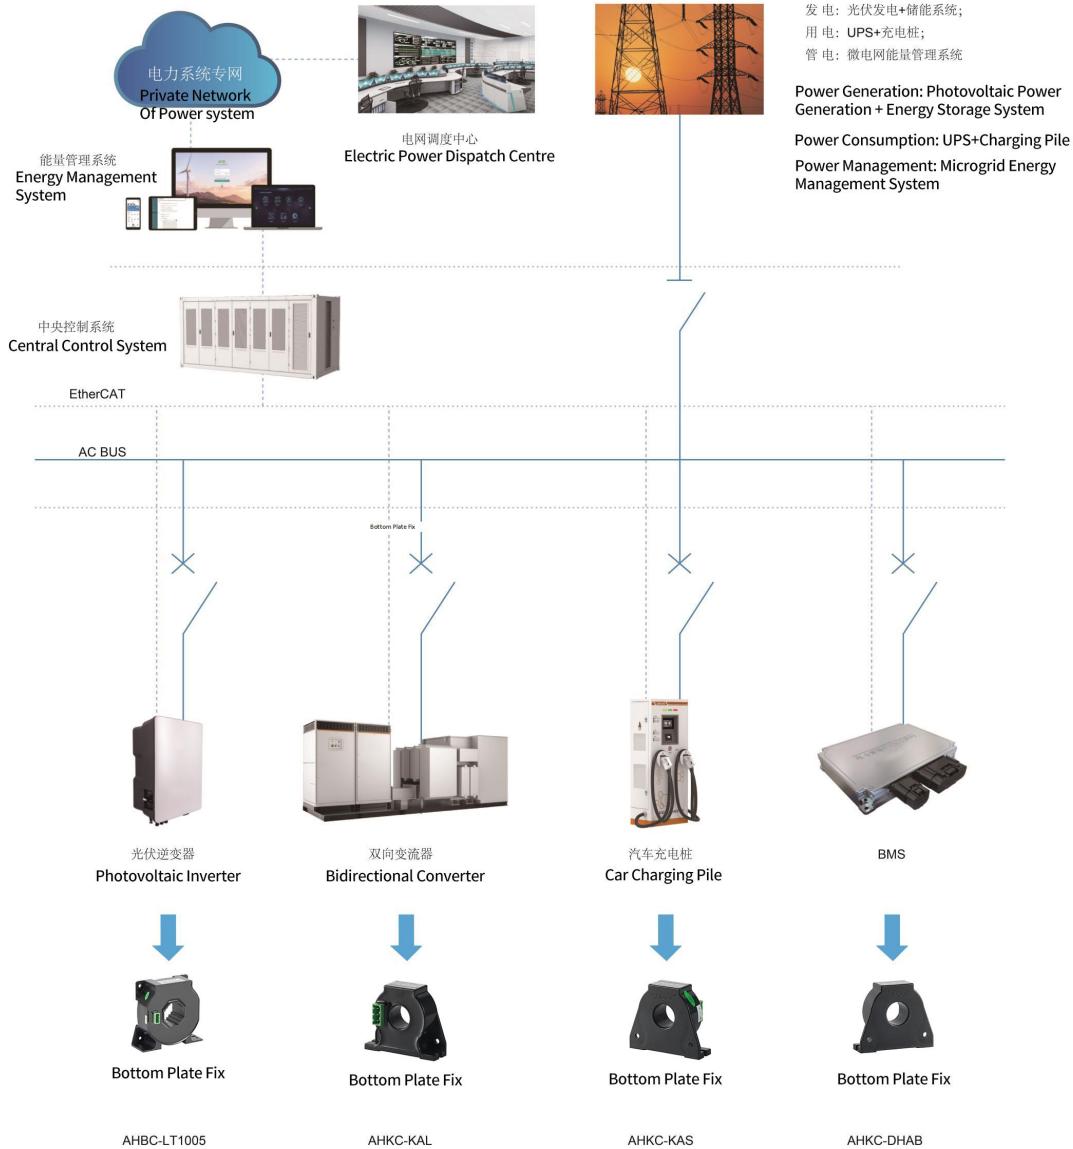 电力系统专网
Private Network
Of Power system
电网调度中心
Electric Power Dispatch Centre
发 电：光伏发电+储能系统；
用 电：UPS+充电桩；
管 电：微电网能量管理系统
Power Generation: Photovoltaic Power
Generation + Energy Storage System
Power Consumption: UPS+Charging Pile
Power Management: Microgrid Energy
Management System
能量管理系统
Energy Management
System
中央控制系统
Central Control System
EtherCAT
AC BUS
Bottom Plate Fix
光伏逆变器
Photovoltaic Inverter
双向变流器
Bidirectional Converter
汽车充电桩
Car Charging Pile
BMS
Bottom Plate Fix
Bottom Plate Fix
Bottom Plate Fix
Bottom Plate Fix
AHBC-LT1005
AHKC-KAL
AHKC-KAS
AHKC-DHAB